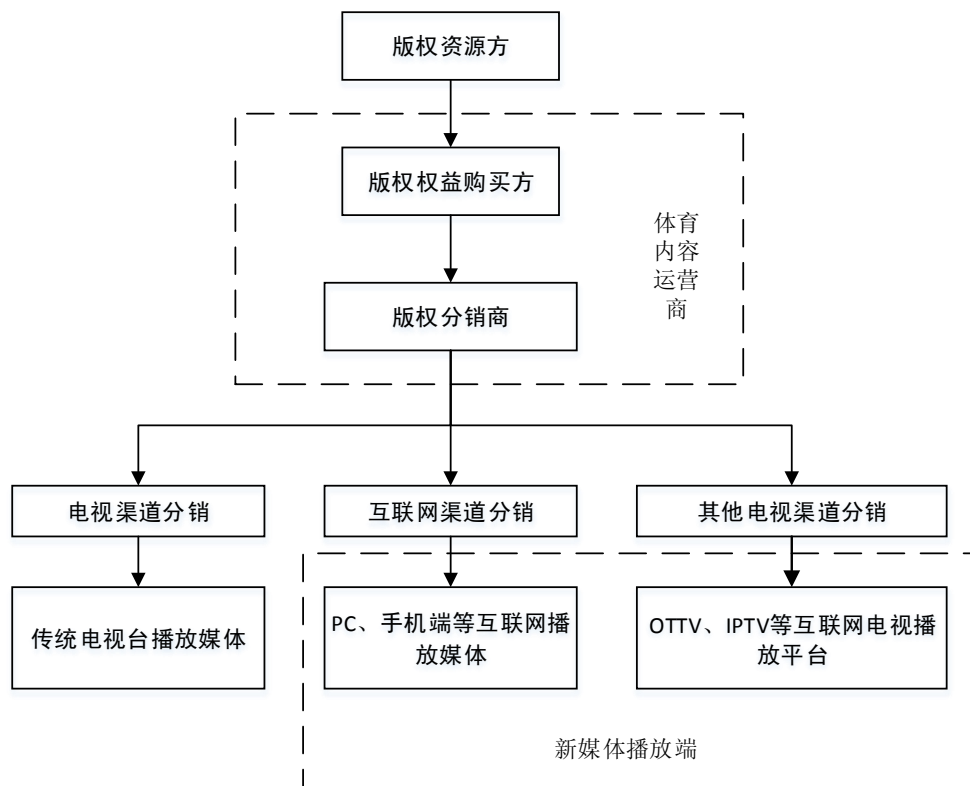 版权资源方
版权权益购买方
体育
内容
运营
商
版权分销商
电视渠道分销
互联网渠道分销
其他电视渠道分销
传统电视台播放媒体
PC、手机端等互联网播
放媒体
OTTV、IPTV等互联网电视播
放平台
新媒体播放端